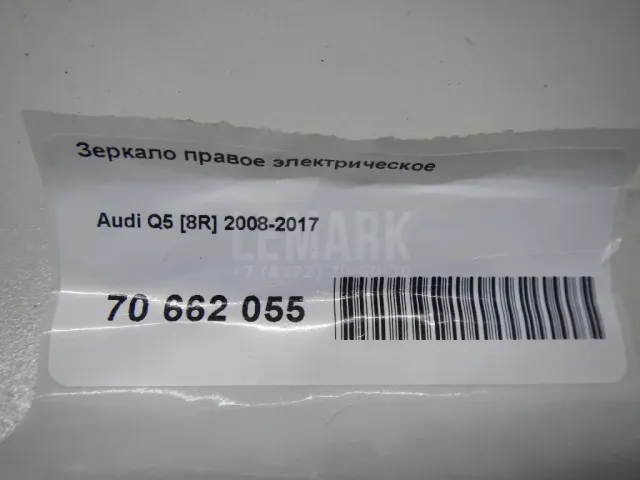 Зеркало правое электрическое
Audi Q5 [8R] 2008-2017
LEMARK
70 662 055